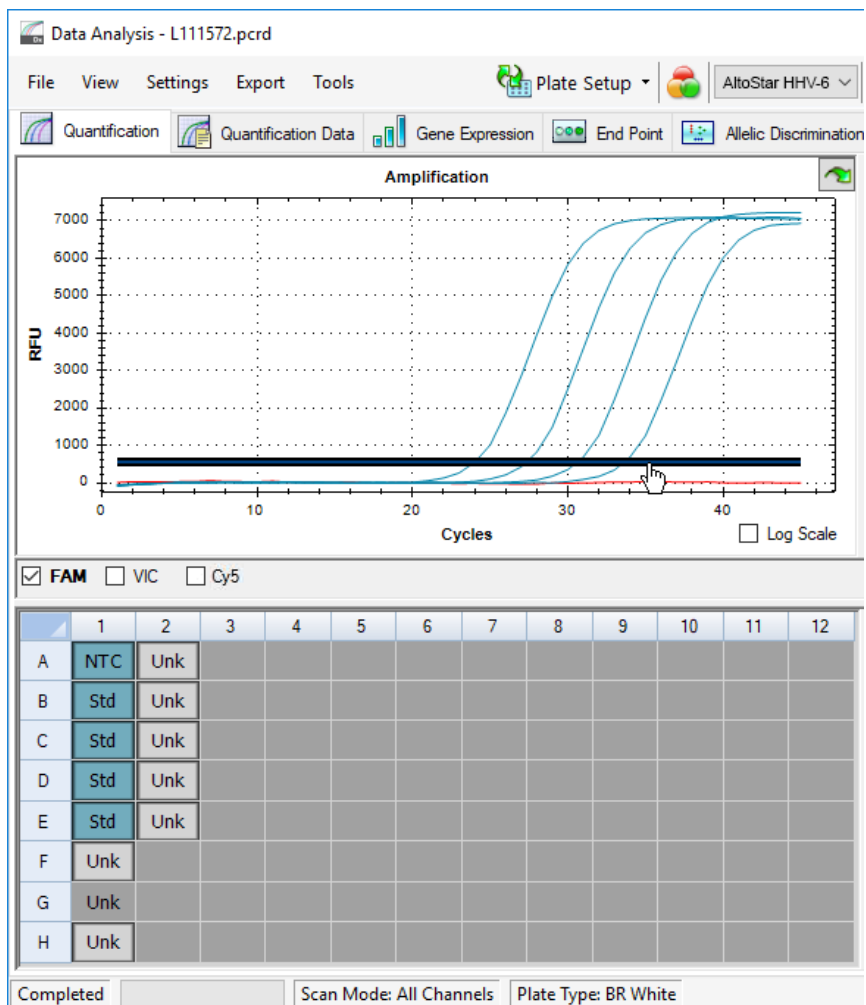 Data Analysis - L111572.pcrd
File View Settings Export Tools Plate Setup AltoStar HHV-6
Quantification Quantification Data Gene Expression End Point Allelic Discrimination
Amplification
7000
6000
5000
4000
3000
2000
1000
0
RFU
0 10 20 30 40
Cycles
Log Scale
FAM VIC Cy5
1 2 3 4 5 6 7 8 9 10 11 12
A NTC Unk
B Std Unk
C Std Unk
D Std Unk
E Std Unk
F Unk
G Unk
H Unk
Completed Scan Mode: All Channels Plate Type: BR White